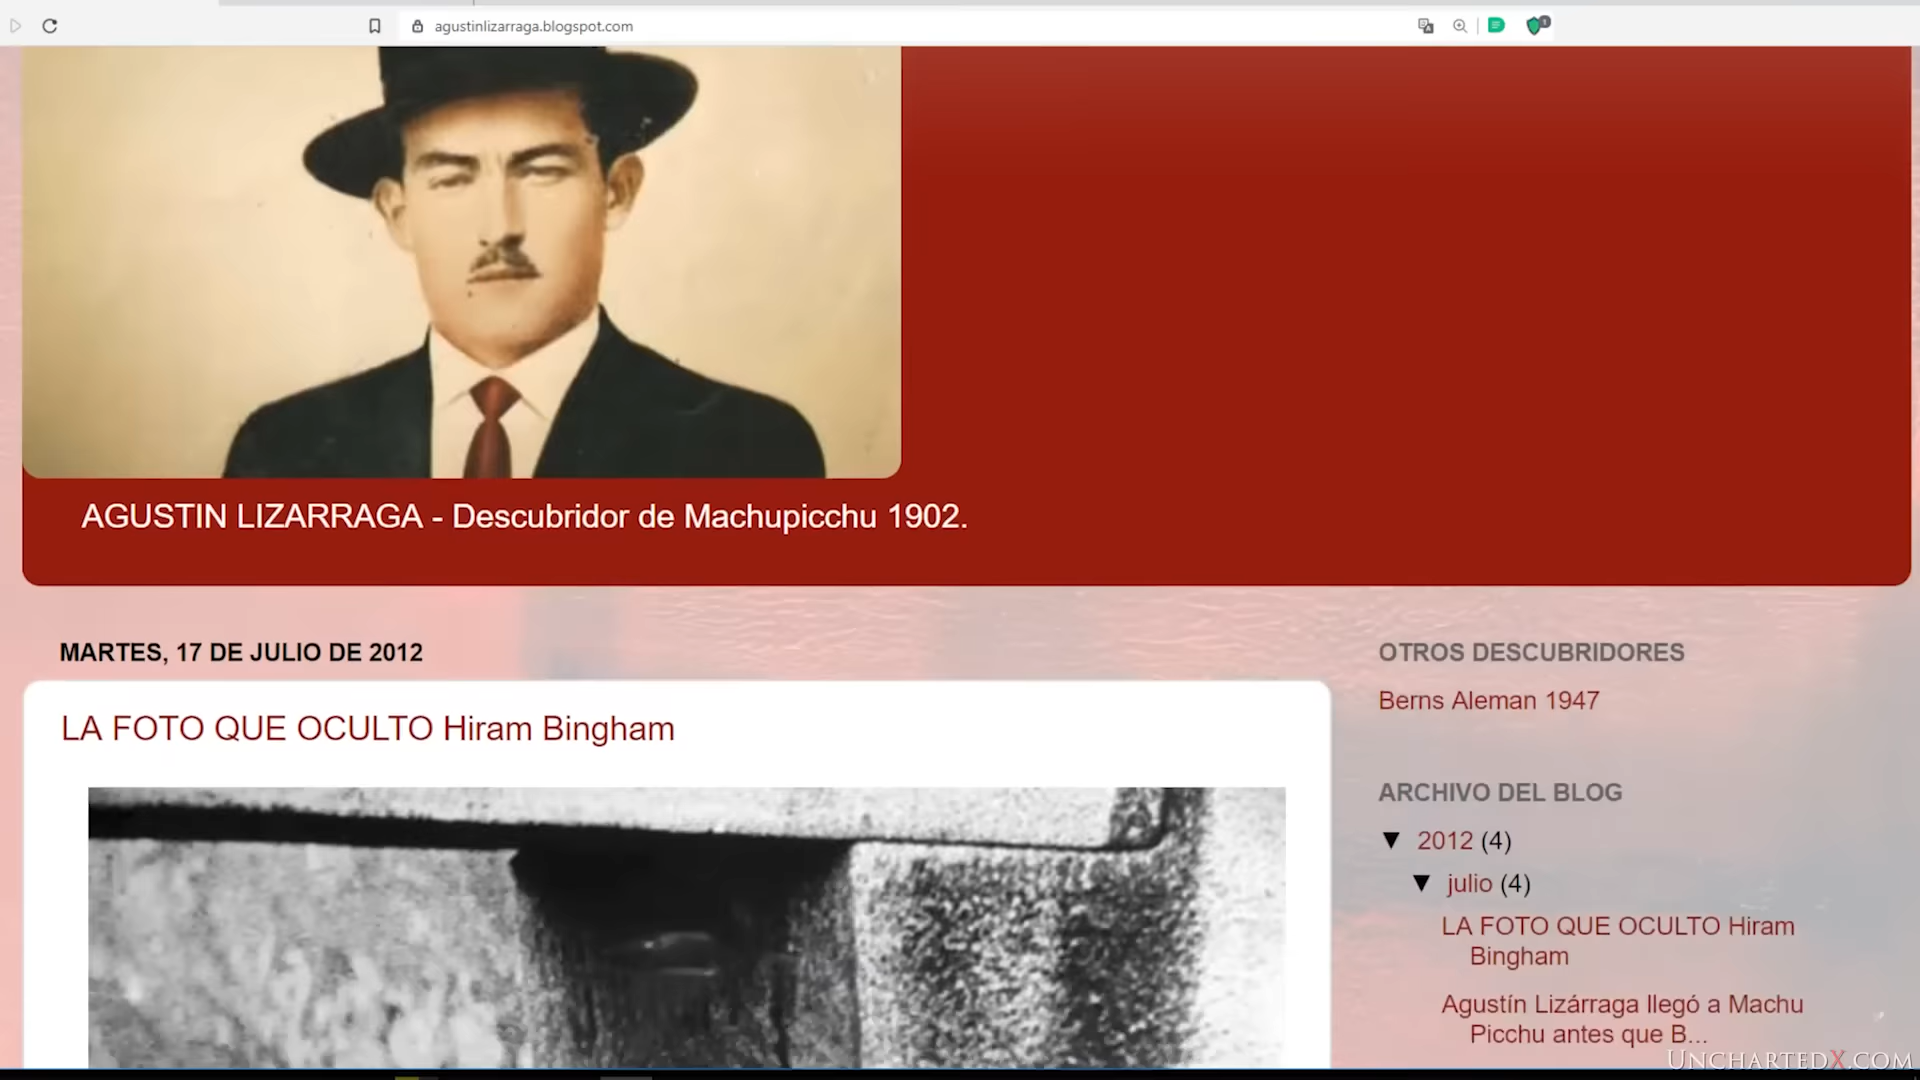 agustinlizarraga.blogspot.com
1
AGUSTIN LIZARRAGA - Descubridor de Machupicchu 1902.
MARTES, 17 DE JULIO DE 2012
LA FOTO QUE OCULTO Hiram Bingham
OTROS DESCUBRIDORES
Berns Aleman 1947
ARCHIVO DEL BLOG
▼ 2012 (4)
▼ julio (4)
LA FOTO QUE OCULTO Hiram
Bingham
Agustín Lizárraga llegó a Machu
Picchu antes que B...
UNCHARTEDX.COM